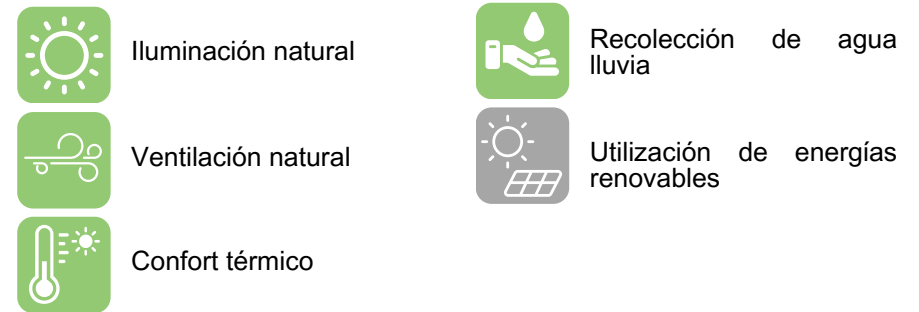 Iluminación natural
Ventilación natural
Confort térmico
Recolección de agua
lluvia
Utilización de energías
renovables